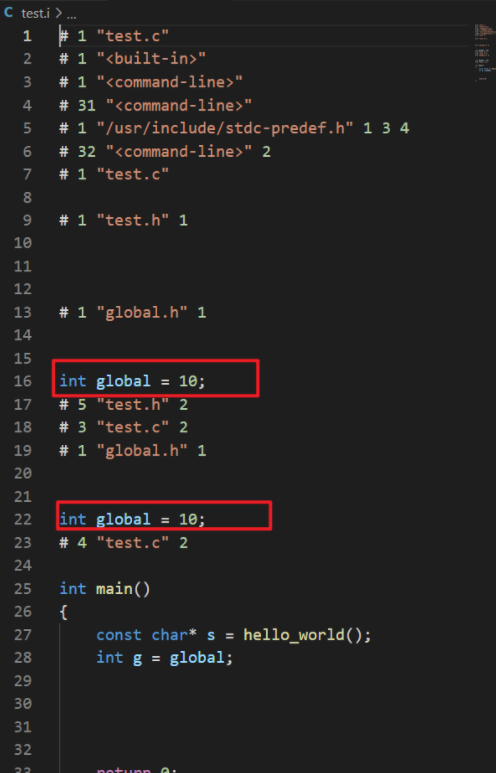 C test.i > ...
1 # 1 "test.c"
2 # 1 "<built-in>"
3 # 1 "<command-line>"
4 # 31 "<command-line>"
5 # 1 "/usr/include/stdc-predef.h" 1 3 4
6 # 32 "<command-line>" 2
7 # 1 "test.c"
8
9 # 1 "test.h" 1
10
11
12
13 # 1 "global.h" 1
14
15
16 int global = 10;
17 # 5 "test.h" 2
18 # 3 "test.c" 2
19 # 1 "global.h" 1
20
21
22 int global = 10;
23 # 4 "test.c" 2
24
25 int main()
26 {
27 const char* s = hello_world();
28 int g = global;
29
30
31
32
33 return 0;